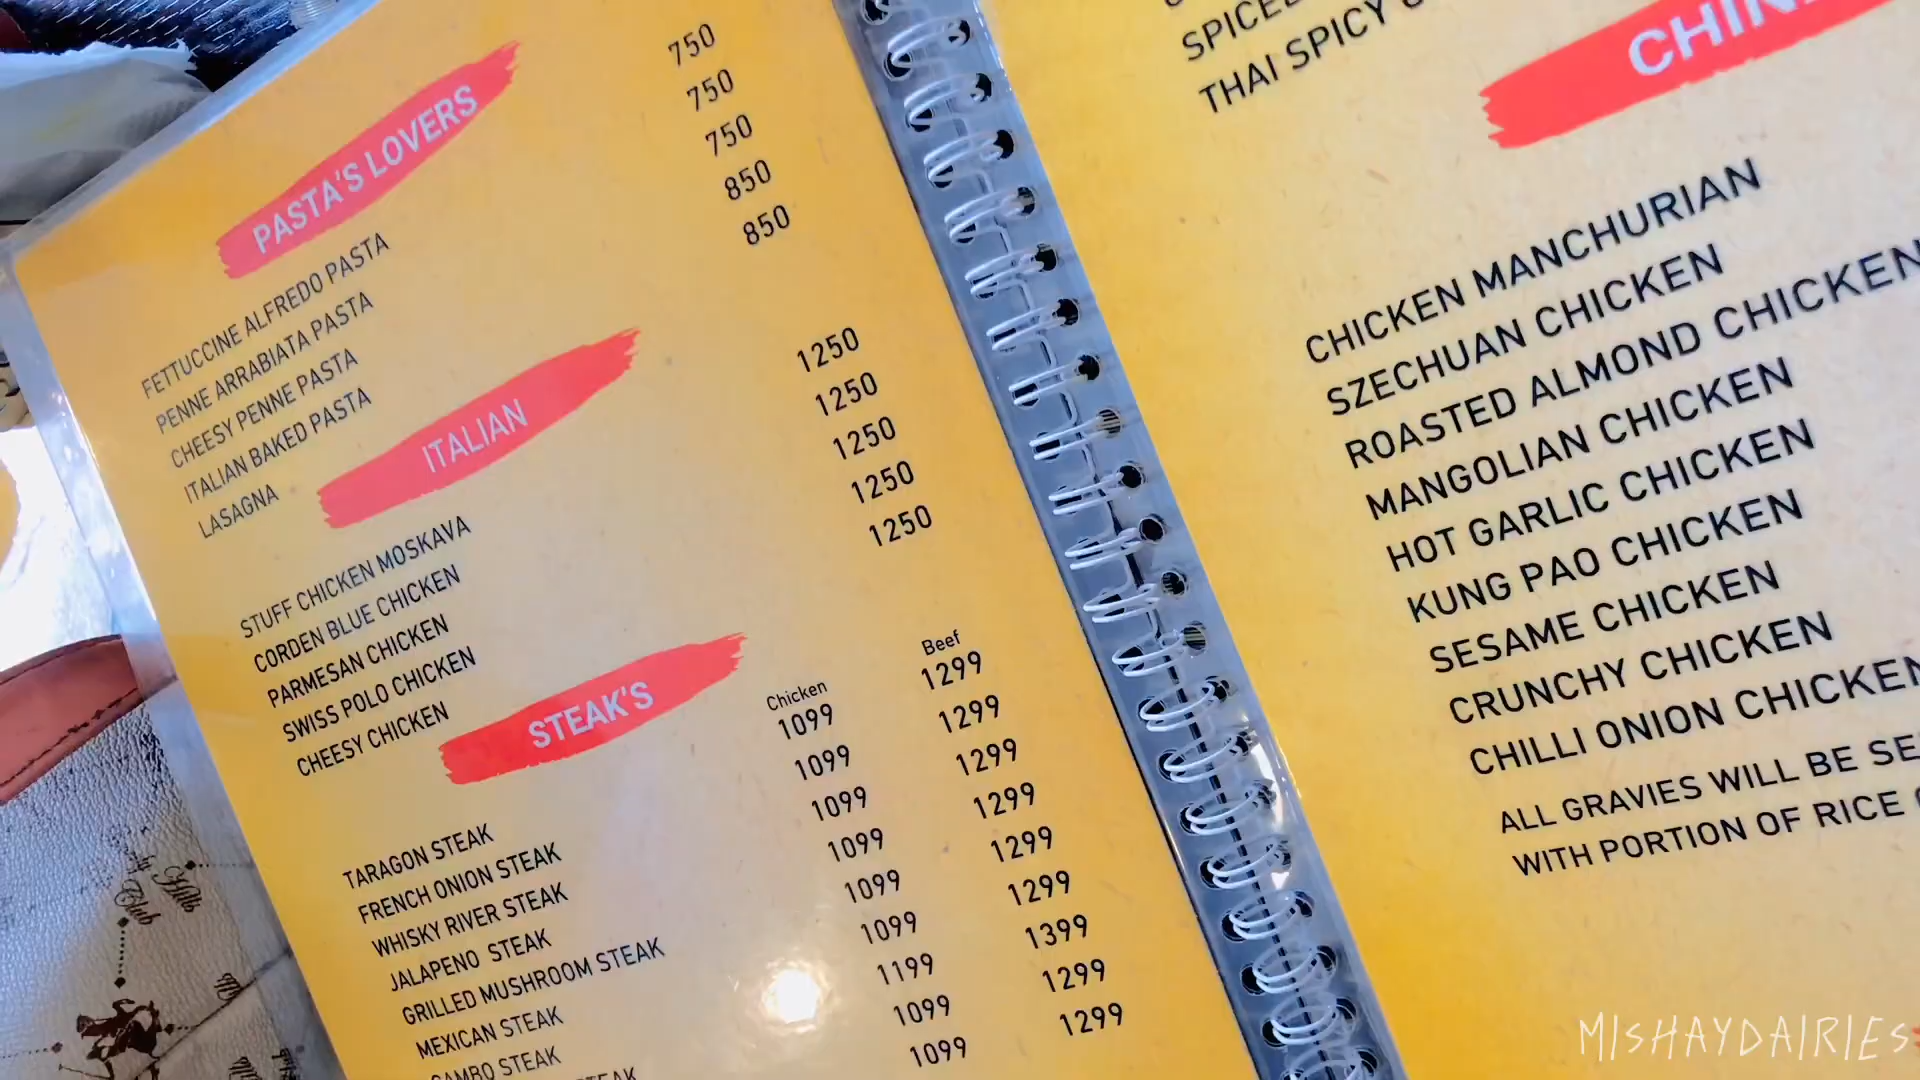 PASTA'S LOVERS
FETTUCCINE ALFREDO PASTA 750
PENNE ARRABIATA PASTA 750
CHEESY PENNE PASTA 750
ITALIAN BAKED PASTA 850
LASAGNA 850
ITALIAN
STUFF CHICKEN MOSKAVA 1250
CORDEN BLUE CHICKEN 1250
PARMESAN CHICKEN 1250
SWISS POLO CHICKEN 1250
CHEESY CHICKEN 1250
STEAK'S
Chicken Beef
TARAGON STEAK 1099 1299
FRENCH ONION STEAK 1099 1299
WHISKY RIVER STEAK 1099 1299
JALAPENO STEAK 1099 1299
GRILLED MUSHROOM STEAK 1099 1299
MEXICAN STEAK 1099 1299
STEAK 1199 1399
STEAK 1099 1299
1099 1299
THAI SPICY
CHICKEN MANCHURIAN
SZECHUAN CHICKEN
ROASTED ALMOND CHICKEN
MANGOLIAN CHICKEN
HOT GARLIC CHICKEN
KUNG PAO CHICKEN
SESAME CHICKEN
CRUNCHY CHICKEN
CHILLI ONION CHICKEN
ALL GRAVIES WILL BE
WITH PORTION OF RICE
Club
MISHAYDAIRIES